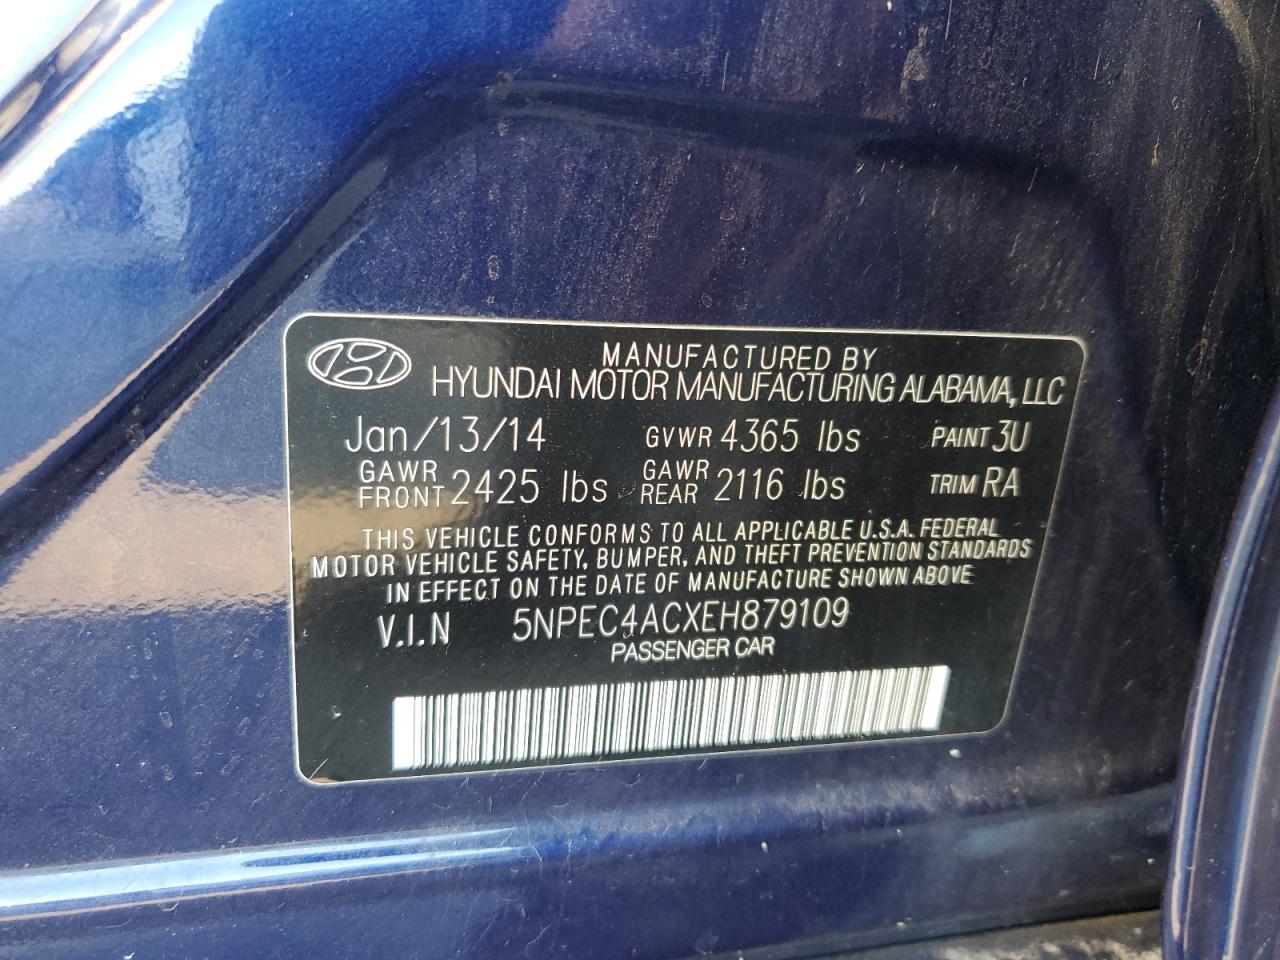 MANUFACTURED BY
HYUNDAI MOTOR MANUFACTURING ALABAMA, LLC
Jan/13/14 GVWR 4365 lbs PAINT 3U
GAWR FRONT 2425 lbs GAWR REAR 2116 lbs TRIM RA
THIS VEHICLE CONFORMS TO ALL APPLICABLE U.S.A. FEDERAL
MOTOR VEHICLE SAFETY, BUMPER, AND THEFT PREVENTION STANDARDS
IN EFFECT ON THE DATE OF MANUFACTURE SHOWN ABOVE
V.I.N 5NPEC4ACXEH879109
PASSENGER CAR